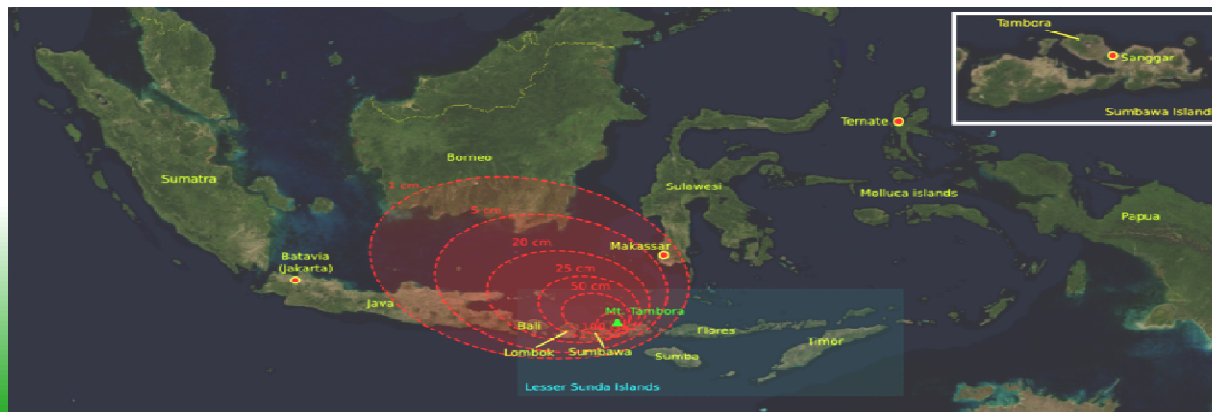 Tambora
Sanggar
Sumbawa Island
Ternate
Borneo
Sumatra
Sulawesi
Molluca islands
Papua
1 cm
5 cm
20 cm
25 cm
50 cm
Makassar
Batavia
(Jakarta)
Java
Mt. Tambora
Bali
Flores
Timor
Lombok
Sumbawa
Sumba
Lesser Sunda Islands